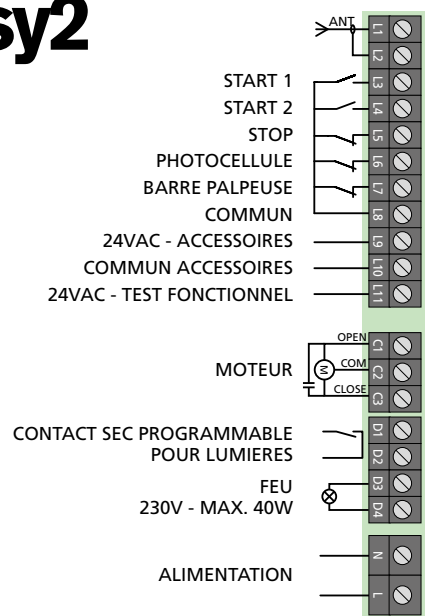 sy2
ANT
L1
L2
START 1
L3
START 2
L4
STOP
L5
PHOTOCELLULE
L6
BARRE PALPEUSE
L7
COMMUN
L8
24VAC - ACCESSOIRES
L9
COMMUN ACCESSOIRES
L10
24VAC - TEST FONCTIONNEL
L11
MOTEUR
M
OPEN
C1
COM
C2
CLOSE
C3
CONTACT SEC PROGRAMMABLE
POUR LUMIERES
D1
D2
FEU
230V - MAX. 40W
D3
D4
ALIMENTATION
N
L